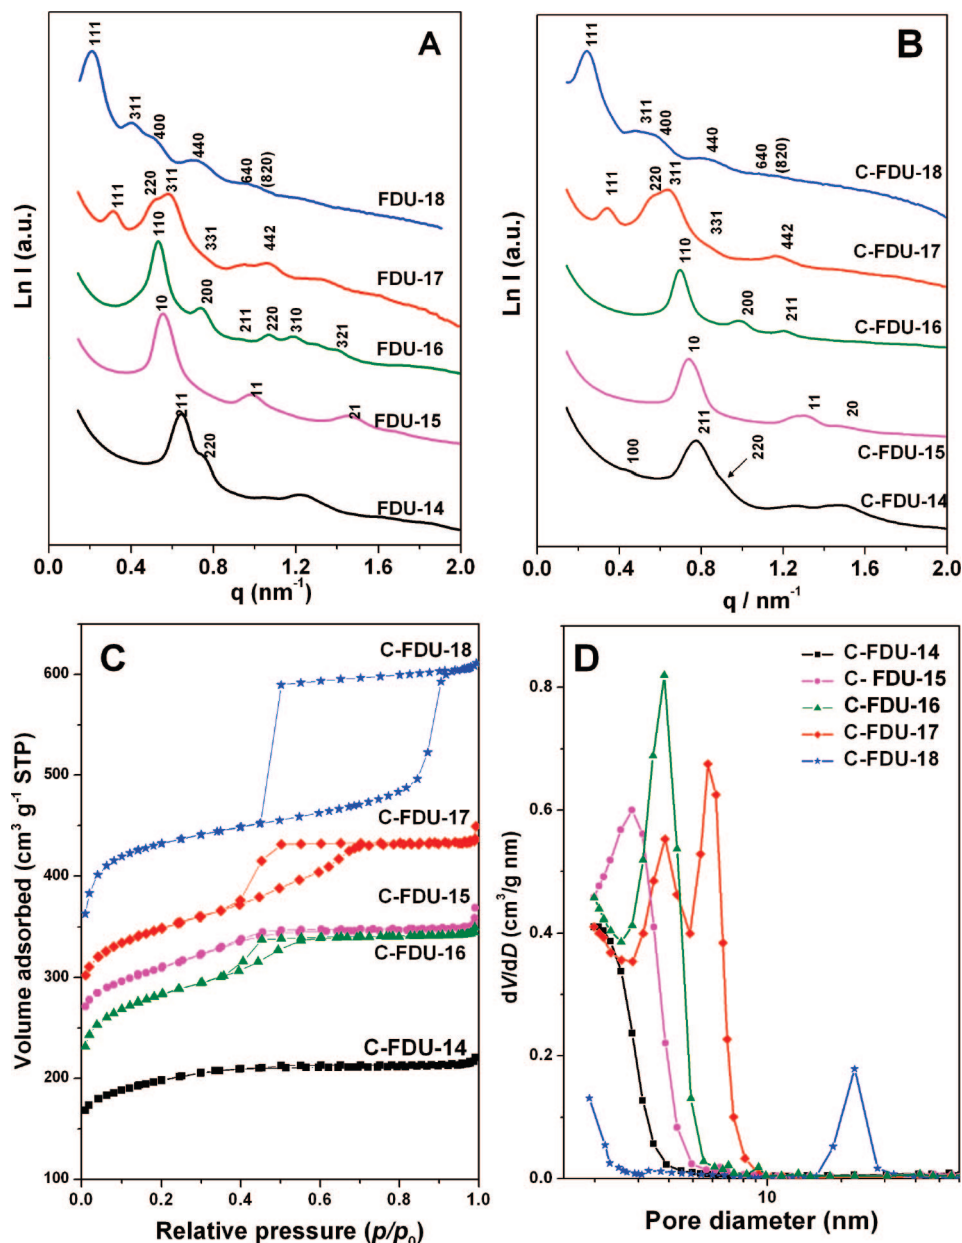 A
111
311
400
440
640
(820)
FDU-18
111
220
311
331
442
FDU-17
110
200
211
220
310
321
FDU-16
10
11
21
FDU-15
211
220
FDU-14
Ln I (a.u.)
0.0 0.4 0.8 1.2 1.6 2.0
q (nm⁻¹)
B
111
311
400
440
640
(820)
C-FDU-18
111
220
311
331
442
C-FDU-17
110
200
211
C-FDU-16
10
11
20
C-FDU-15
100
211
220
C-FDU-14
Ln I (a.u.)
0.0 0.4 0.8 1.2 1.6 2.0
q / nm⁻¹
C
C-FDU-18
C-FDU-17
C-FDU-15
C-FDU-16
C-FDU-14
600
500
400
300
200
100
Volume adsorbed (cm³ g⁻¹ STP)
0.0 0.2 0.4 0.6 0.8 1.0
Relative pressure (p/p₀)
D
C-FDU-14
C- FDU-15
C-FDU-16
C-FDU-17
C-FDU-18
0.8
0.6
0.4
0.2
0.0
dV/dD (cm³/g nm)
10
Pore diameter (nm)